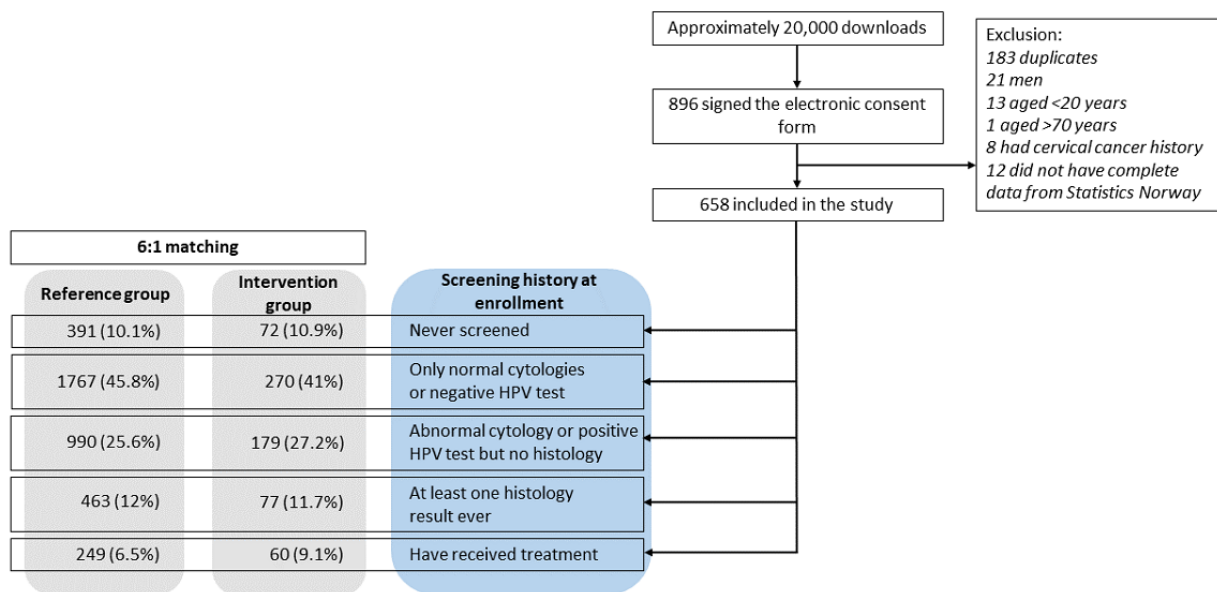 Approximately 20,000 downloads
896 signed the electronic consent
form
658 included in the study
Exclusion:
183 duplicates
21 men
13 aged <20 years
1 aged >70 years
8 had cervical cancer history
12 did not have complete
data from Statistics Norway
6:1 matching
Reference group
Intervention
group
Screening history at
enrollment
391 (10.1%)
72 (10.9%)
Never screened
1767 (45.8%)
270 (41%)
Only normal cytologies
or negative HPV test
990 (25.6%)
179 (27.2%)
Abnormal cytology or positive
HPV test but no histology
463 (12%)
77 (11.7%)
At least one histology
result ever
249 (6.5%)
60 (9.1%)
Have received treatment